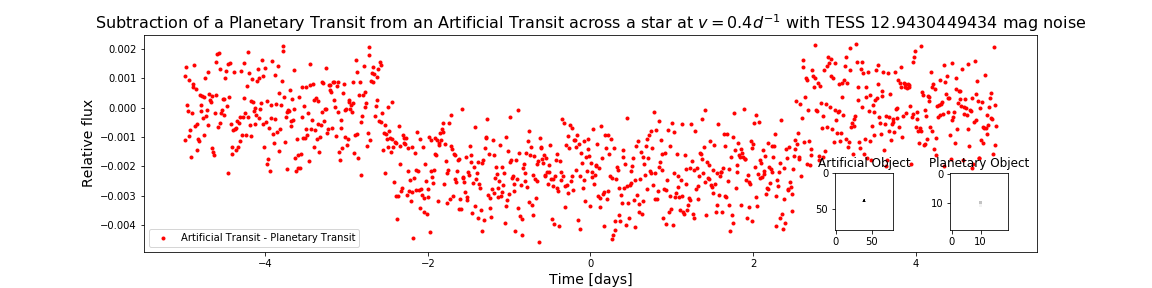 Subtraction of a Planetary Transit from an Artificial Transit across a star at v = 0.4d⁻¹ with TESS 12.9430449434 mag noise
Relative flux
0.002
0.001
0.000
−0.001
−0.002
−0.003
−0.004
Artificial Object
0
50
0 50
Planetary Object
0
10
0 10
Artificial Transit - Planetary Transit
−4 −2 0 2 4
Time [days]